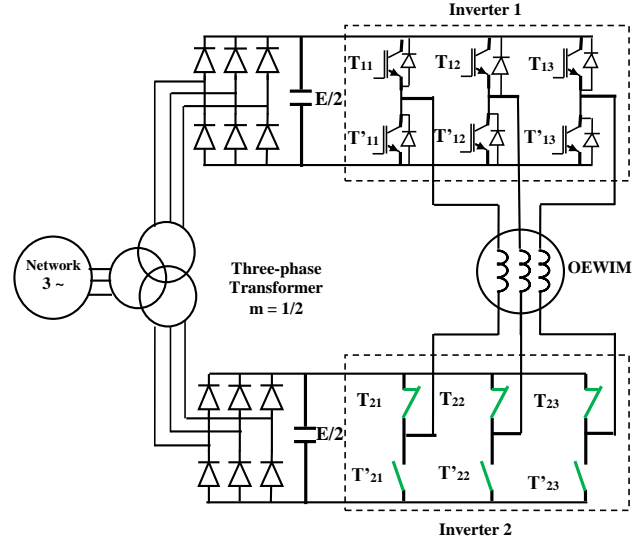 Inverter 1
T11
T12
T13
E/2
T'11
T'12
T'13
Network
3 ~
Three-phase
Transformer
m = 1/2
OEWIM
T21
T22
T23
E/2
T'21
T'22
T'23
Inverter 2